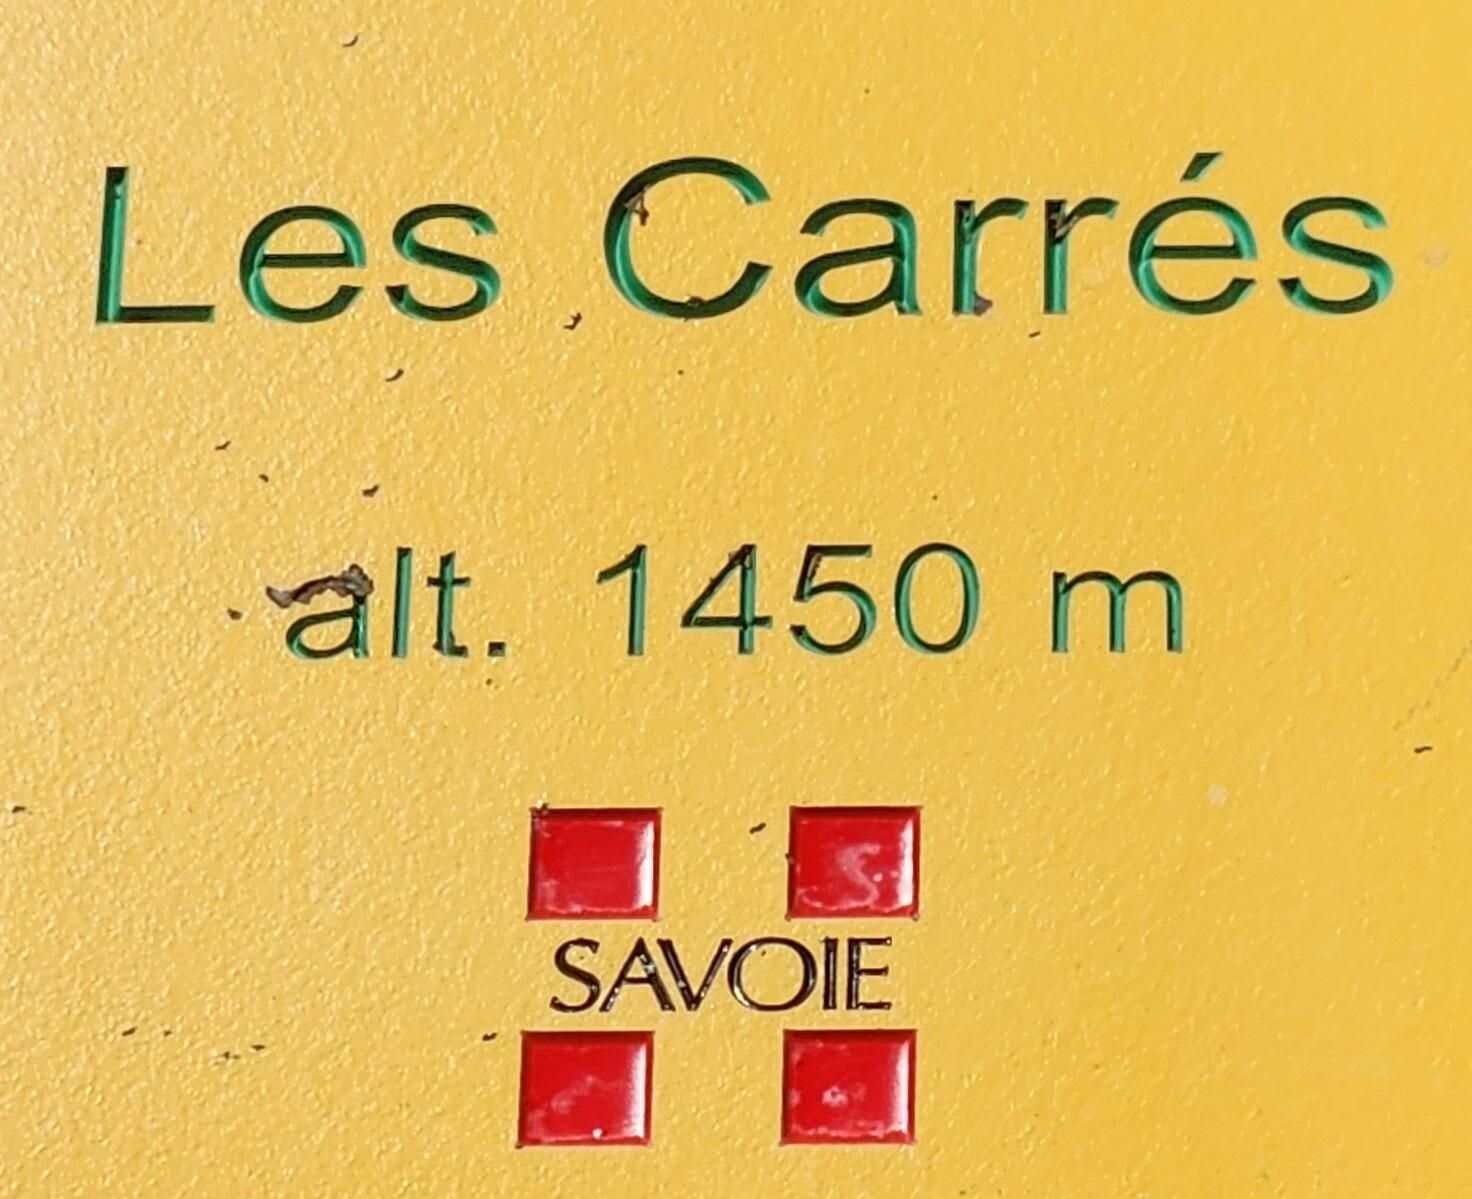 Les Carrés
alt. 1450 m
SAVOIE